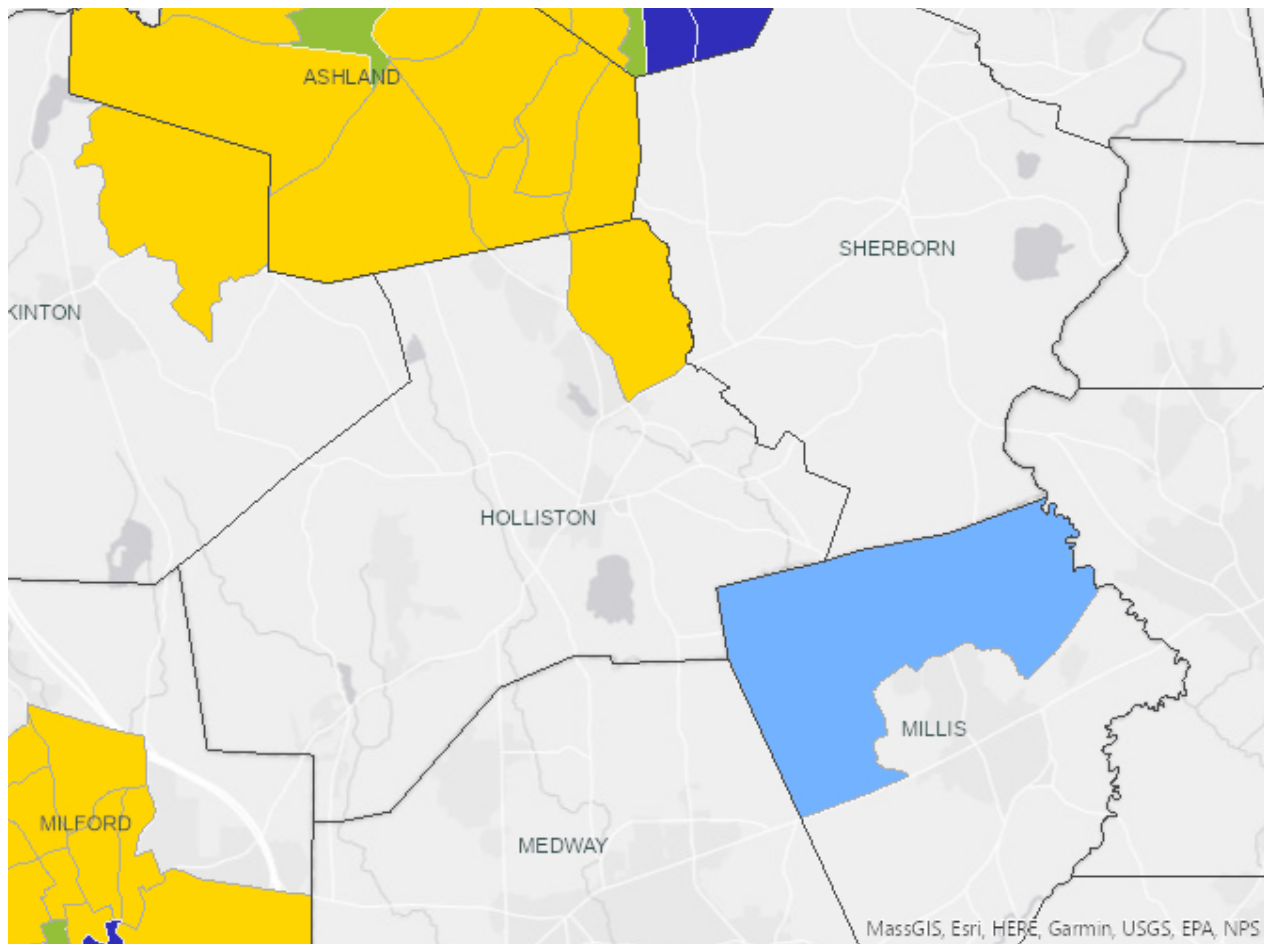 ASHLAND
SHERBORN
KINTON
HOLLISTON
MILLIS
MILFORD
MEDWAY
MassGIS, Esri, HERE, Garmin, USGS, EPA, NPS